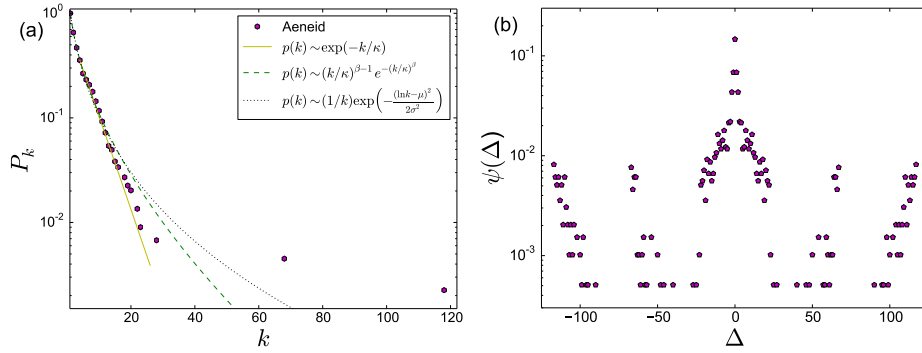 (a)
Aeneid
p(k) ∼ exp(−k/κ)
p(k) ∼ (k/κ)^{β−1} e^{−(k/κ)^β}
p(k) ∼ (1/k)exp(−(lnk−μ)²/2σ²)
10^0
10^{-1}
10^{-2}
P_k
20 40 60 80 100 120
k
(b)
10^{-1}
10^{-2}
10^{-3}
ψ(Δ)
−100 −50 0 50 100
Δ